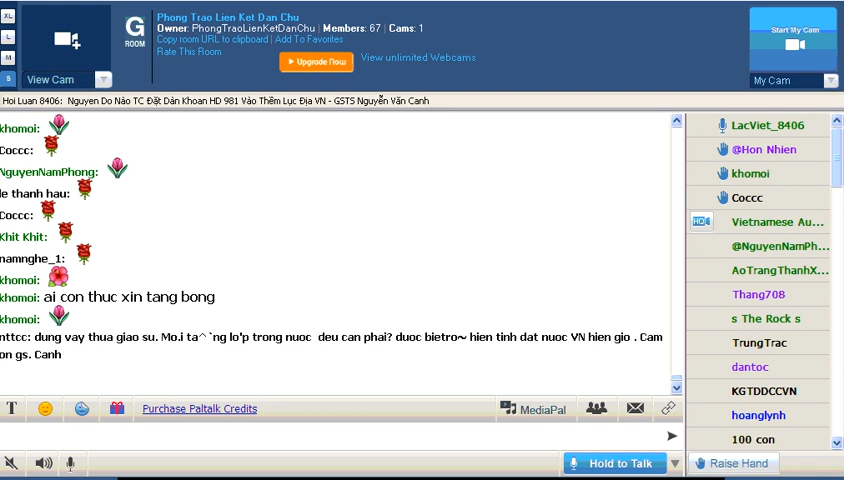 XL
L
M
S
View Cam
G
ROOM
Phong Trao Lien Ket Dan Chu
Owner: PhongTraoLienKetDanChu | Members: 67 | Cams: 1
Copy room URL to clipboard | Add To Favorites
Rate This Room
Upgrade Now
View unlimited Webcams
Start My Cam
My Cam
Hoi Luan 8406: Nguyen Do Nào TC Đặt Dàn Khoan HD 981 Vào Thềm Lục Địa VN - GSTS Nguyễn Văn Canh
khomoi:
Coccc:
NguyenNamPhong:
le thanh hau:
Coccc:
Khit Khit:
namnghe_1:
khomoi:
khomoi: ai con thuc xin tang bong
khomoi:
nttcc: dung vay thua giao su. Mo.i ta^`ng lo'p trong nuoc deu can phai? duoc bietro~ hien tinh dat nuoc VN hien gio . Cam
on gs. Canh
LacViet_8406
@Hon Nhien
khomoi
Coccc
HQ
Vietnamese Au...
@NguyenNamPh...
AoTrangThanhX...
Thang708
s The Rock s
TrungTrac
dantoc
KGTDDCCVN
hoanglynh
100 con
T
Purchase Paltalk Credits
MediaPal
Hold to Talk
Raise Hand